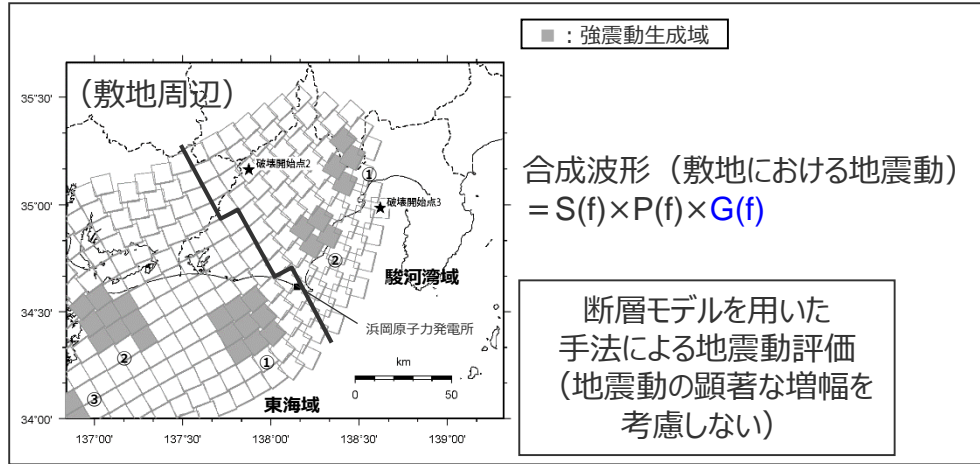 ■：強震動生成域
（敷地周辺）
35°30'
35°00'
34°30'
34°00'
137°00'
137°30'
138°00'
138°30'
139°00'
★破壊開始点2
①
★破壊開始点3
②
駿河湾域
浜岡原子力発電所
②
①
③
東海域
km
0
50
合成波形（敷地における地震動）
＝S(f)×P(f)×G(f)
断層モデルを用いた
手法による地震動評価
（地震動の顕著な増幅を
考慮しない）